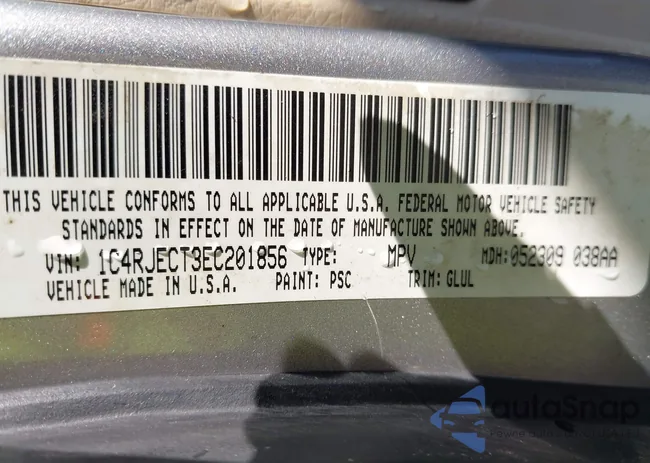 THIS VEHICLE CONFORMS TO ALL APPLICABLE U.S.A. FEDERAL MOTOR VEHICLE SAFETY
STANDARDS IN EFFECT ON THE DATE OF MANUFACTURE SHOWN ABOVE.
VIN: 1C4RJECT3EC201856 TYPE: MPV MDH: 052309 038AA
VEHICLE MADE IN U.S.A. PAINT: PSC TRIM: GLUL
autoSnap